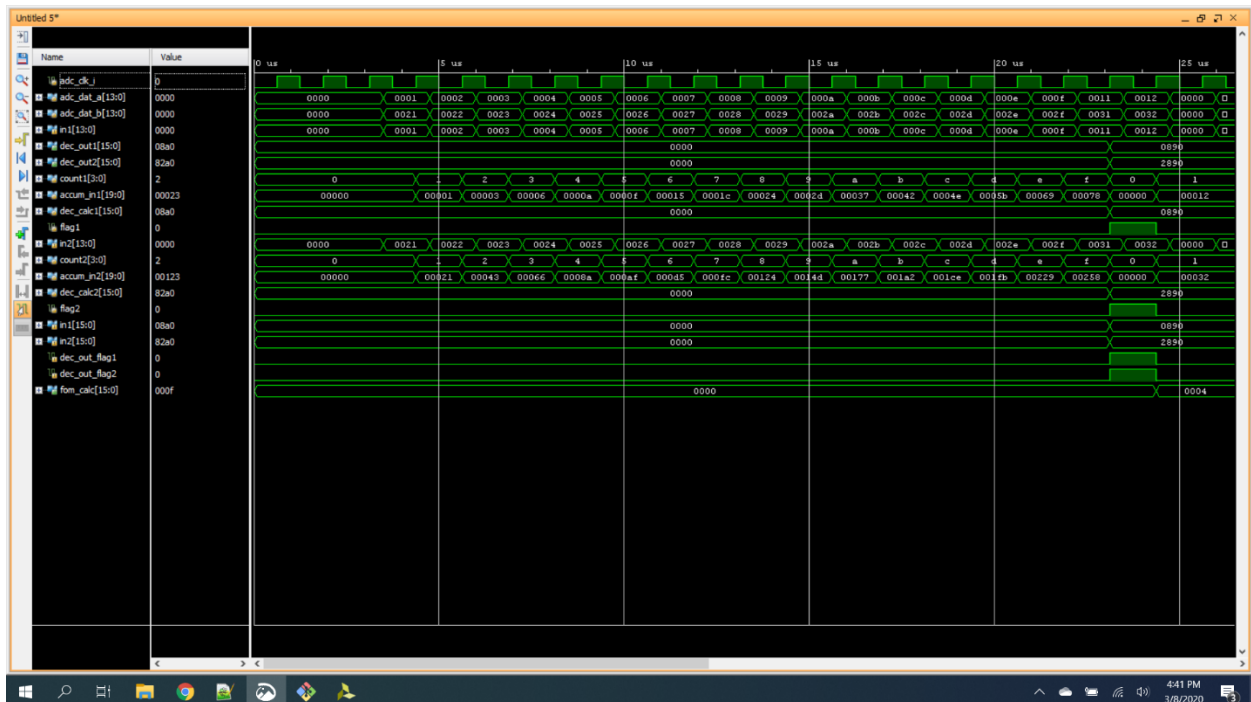 Untitled 5*
Name Value
0 us 5 us 10 us 15 us 20 us 25 us
adc_clk_i 0
adc_dat_a[13:0] 0000 0000 0001 0002 0003 0004 0005 0006 0007 0008 0009 000a 000b 000c 000d 000e 000f 0011 0012 0000
adc_dat_b[13:0] 0000 0000 0021 0022 0023 0024 0025 0026 0027 0028 0029 002a 002b 002c 002d 002e 002f 0031 0032 0000
in1[13:0] 0000 0000 0001 0002 0003 0004 0005 0006 0007 0008 0009 000a 000b 000c 000d 000e 000f 0011 0012 0000
dec_out1[15:0] 08a0 0000 0890
dec_out2[15:0] 82a0 0000 2890
count1[3:0] 2 0 1 2 3 4 5 6 7 8 9 a b c d e f 0 1
accum_in1[19:0] 00023 00000 00001 00003 00006 0000a 0000f 00015 0001c 00024 0002d 00037 00042 0004e 0005b 00069 00078 00000 00012
dec_calc1[15:0] 08a0 0000 0890
flag1 0
in2[13:0] 0000 0000 0021 0022 0023 0024 0025 0026 0027 0028 0029 002a 002b 002c 002d 002e 002f 0031 0032 0000
count2[3:0] 2 0 1 2 3 4 5 6 7 8 9 a b c d e f 0 1
accum_in2[19:0] 00123 00000 00021 00043 00066 0008a 000af 000d5 000fc 00124 0014d 00177 001a2 001ce 001fb 00229 00258 00000 00032
dec_calc2[15:0] 82a0 0000 2890
flag2 0
in1[15:0] 08a0 0000 0890
in2[15:0] 82a0 0000 2890
dec_out_flag1 0
dec_out_flag2 0
fom_calc[15:0] 000f 0000 0004
4:41 PM
3/8/2020
3